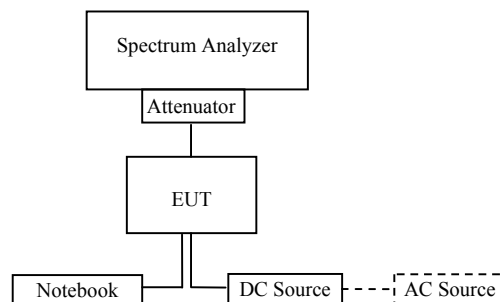 Spectrum Analyzer
Attenuator
EUT
Notebook
DC Source
AC Source